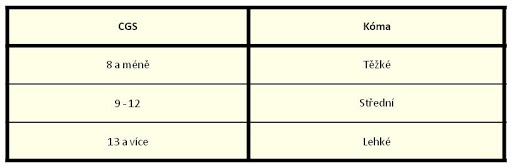 CGS Kóma
8 a méně Těžké
9 - 12 Střední
13 a více Lehké